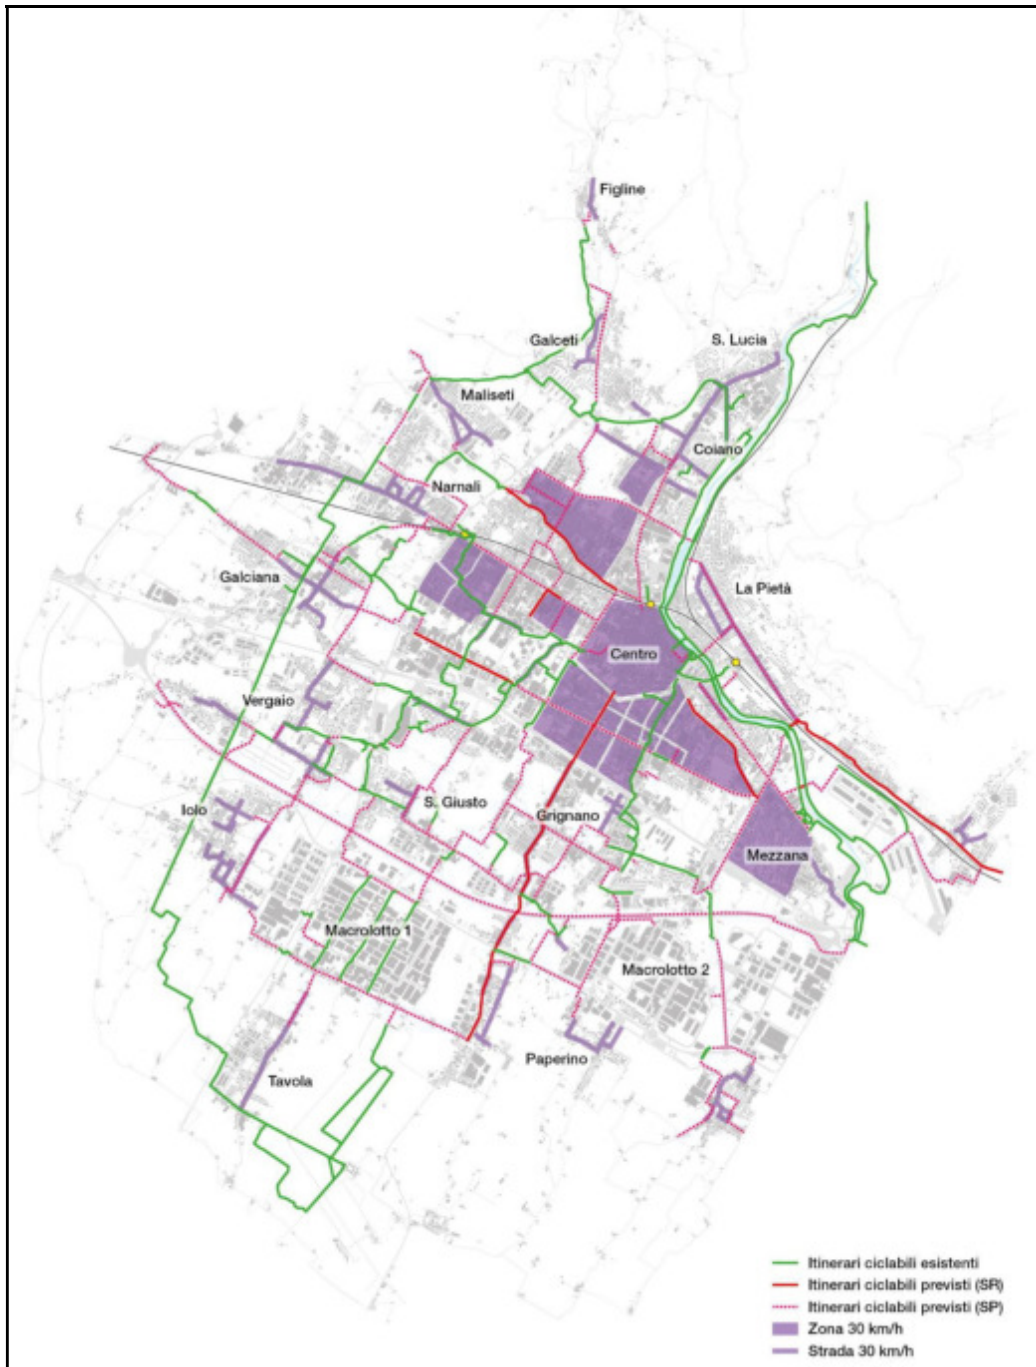 Figline
Galceti
S. Lucia
Maliseti
Coiano
Narnali
Galciana
La Pietà
Centro
Vergaio
Iolo
S. Giusto
Grignano
Mezzana
Macrolotto 1
Macrolotto 2
Paperino
Tavola
Itinerari ciclabili esistenti
Itinerari ciclabili previsti (SR)
Itinerari ciclabili previsti (SP)
Zona 30 km/h
Strada 30 km/h